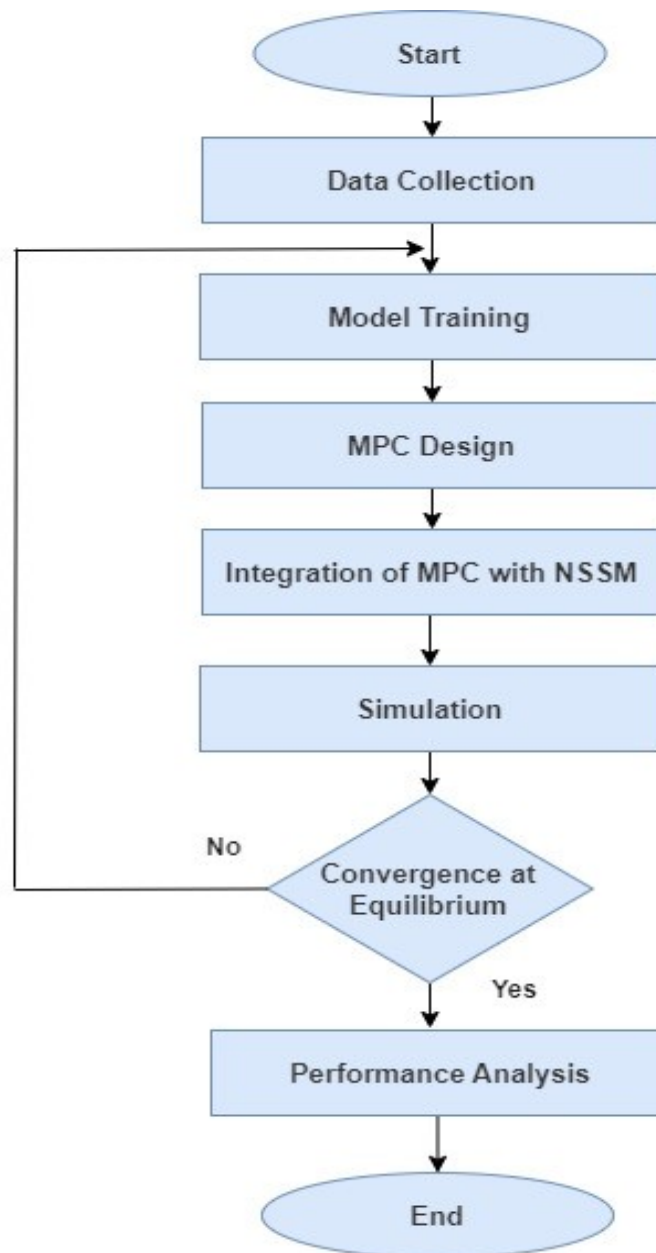 Start
Data Collection
Model Training
MPC Design
Integration of MPC with NSSM
Simulation
No
Convergence at
Equilibrium
Yes
Performance Analysis
End